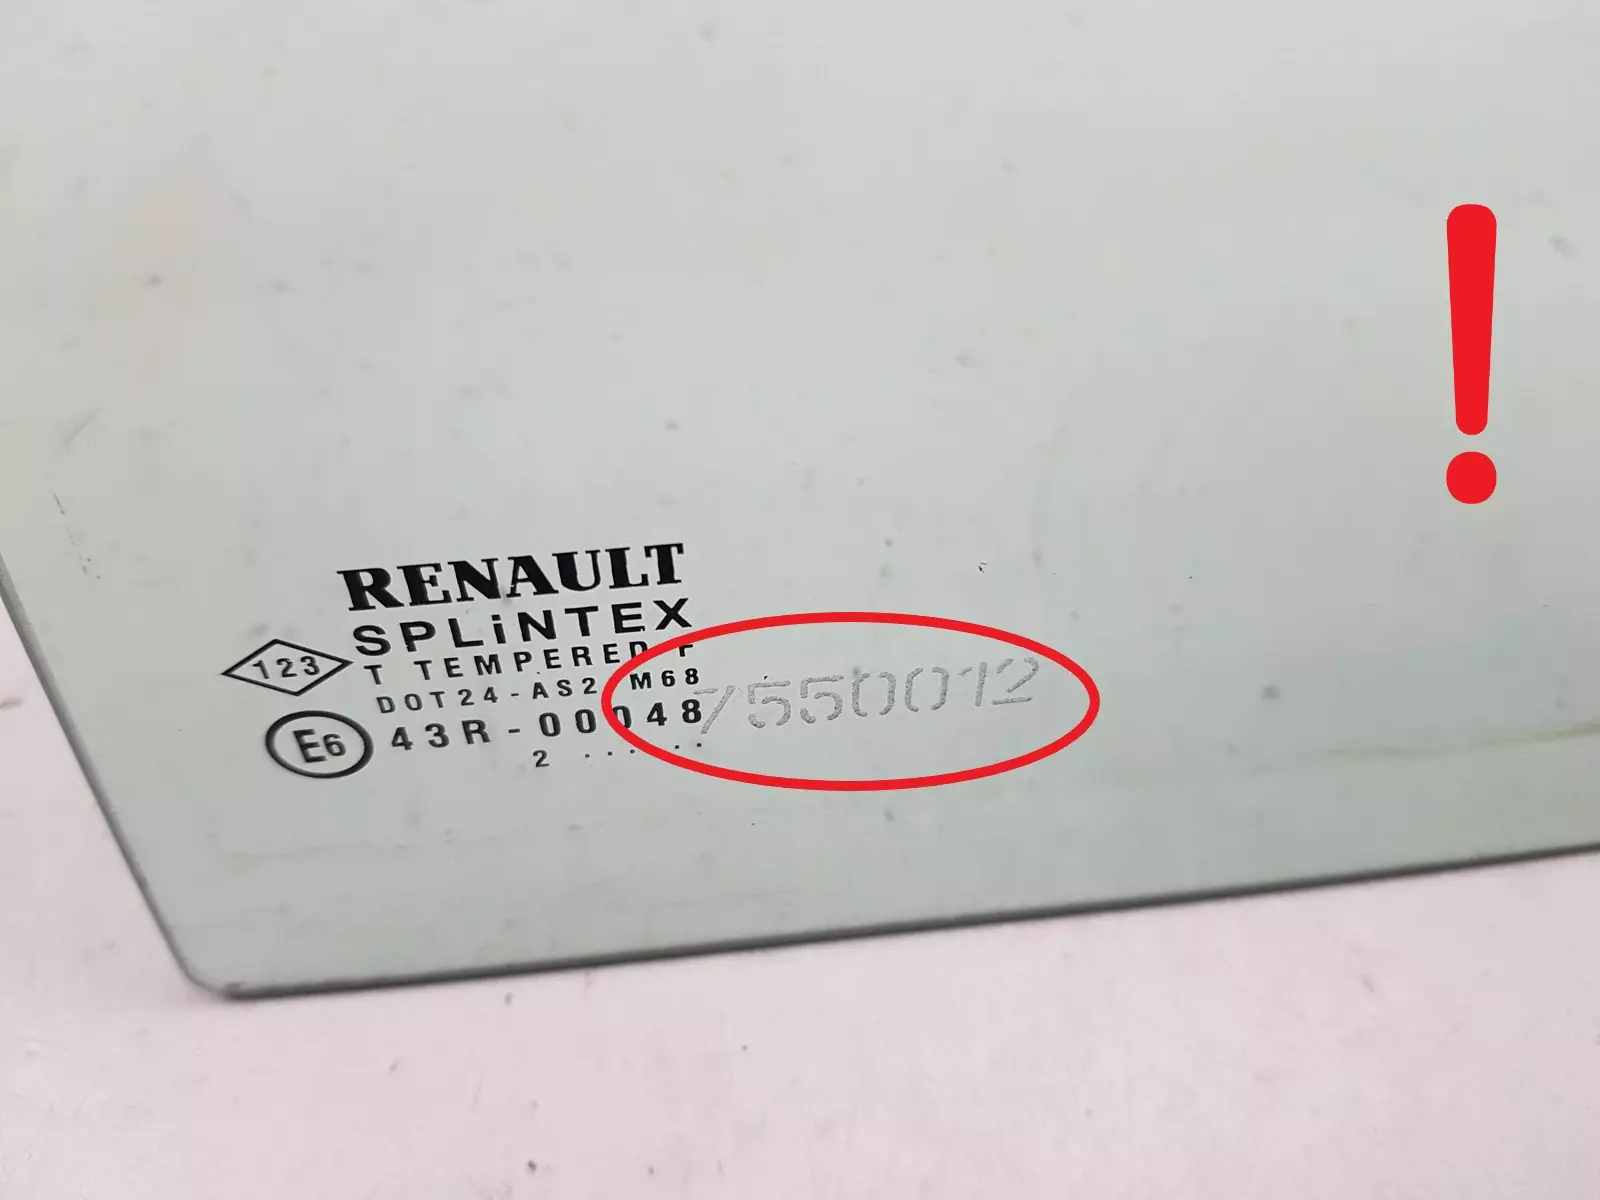 RENAULT
SPLiNTEX
123
T TEMPERED F
DOT24-AS2 M68
E6
43R-00048
2 ......
7550012
!